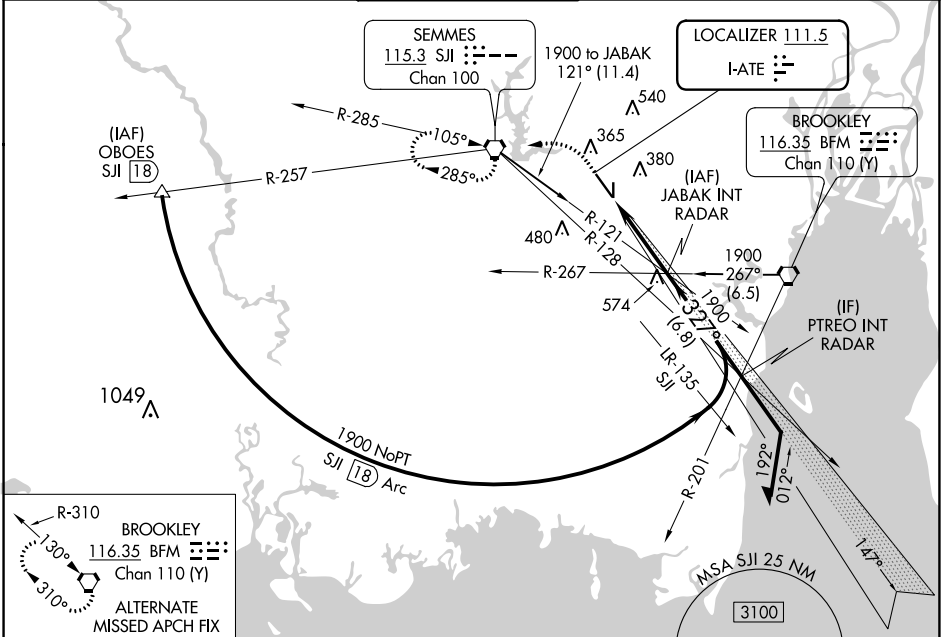 SEMMES
115.3 SJI
Chan 100
1900 to JABAK
121° (11.4)
LOCALIZER 111.5
I-ATE
BROOKLEY
116.35 BFM
Chan 110 (Y)
540
365
380
R-285
105°
285°
(IAF)
OBOES
SJI 18
R-257
(IAF)
JABAK INT
RADAR
R-121
R-128
480
R-267
1900
267°
(6.5)
574
1900
327°
(6.8)
(IF)
PTREO INT
RADAR
LR-135
SJI
1049
1900 NoPT
SJI 18 Arc
R-201
192°
012°
147°
R-310
130°
310°
BROOKLEY
116.35 BFM
Chan 110 (Y)
ALTERNATE
MISSED APCH FIX
MSA SJI 25 NM
3100